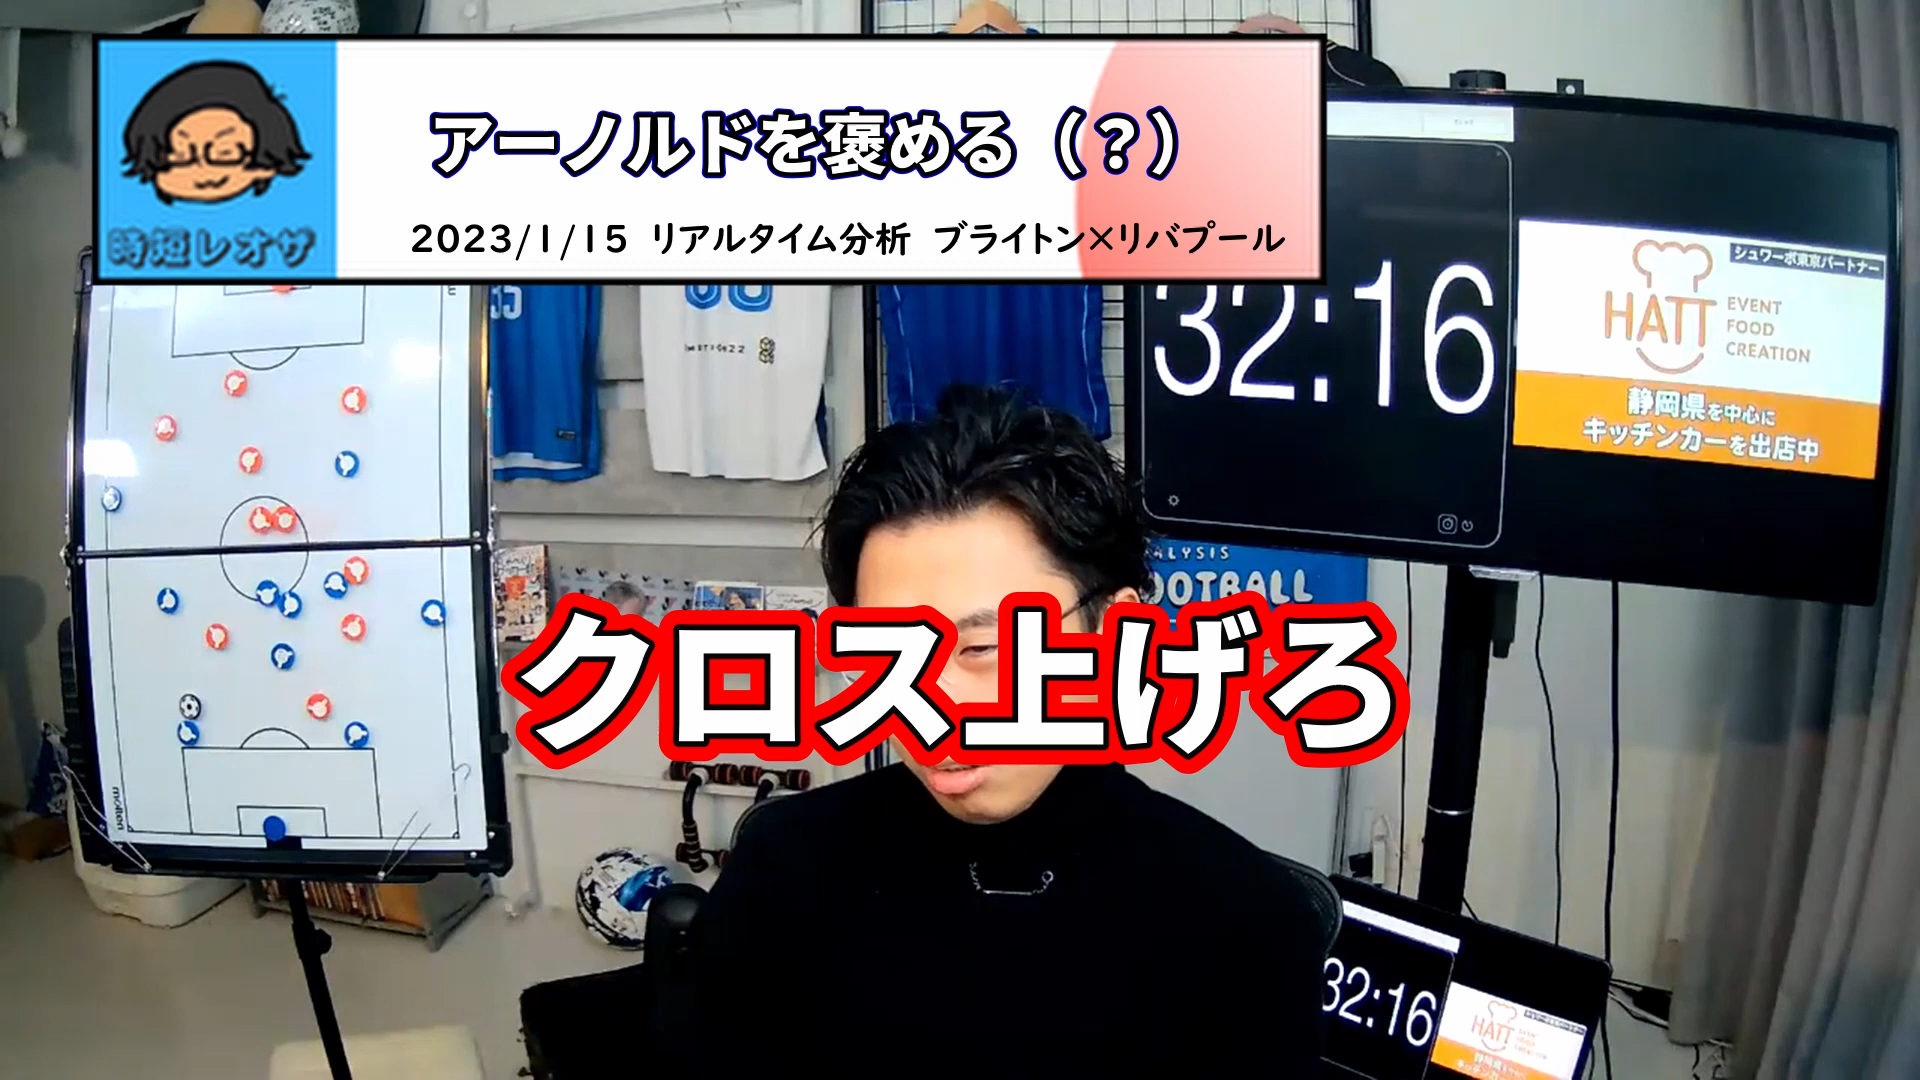 アーノルドを褒める（？）
2023/1/15 リアルタイム分析 ブライトン×リバプール
時短レオザ
32:16
シュワーボ東京パートナー
HATT
EVENT
FOOD
CREATION
静岡県を中心に
キッチンカーを出店中
35
ALYSIS
OOTBALL
クロス上げろ
molten
32:16
HATT